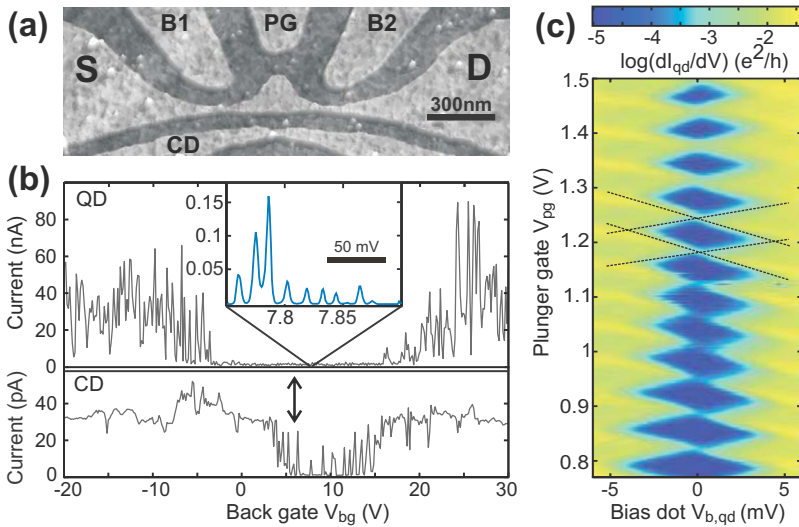 (a)
B1 PG B2
S D
300nm
CD
(b)
QD
Current (nA)
80
60
40
20
0
0.15
0.1
0.05
50 mV
7.8 7.85
CD
Current (pA)
40
20
0
-20 -10 0 10 20 30
Back gate V_bg (V)
(c)
-5 -4 -3 -2 -1
log(dI_qd/dV) (e²/h)
Plunger gate V_pg (V)
1.5
1.4
1.3
1.2
1.1
1
0.9
0.8
-5 0 5
Bias dot V_b,qd (mV)